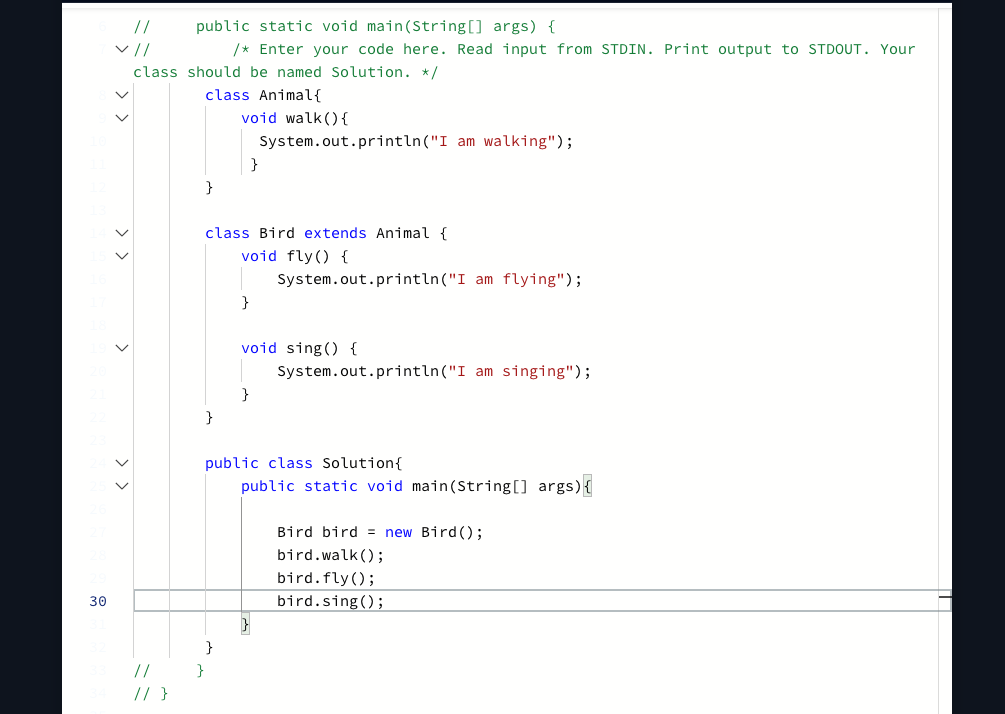 //     public static void main(String[] args) {
//         /* Enter your code here. Read input from STDIN. Print output to STDOUT. Your
class should be named Solution. */
        class Animal{
            void walk(){
              System.out.println("I am walking");
             }
        }
        class Bird extends Animal {
            void fly() {
                System.out.println("I am flying");
            }
            void sing() {
                System.out.println("I am singing");
            }
        }
        public class Solution{
            public static void main(String[] args){
                Bird bird = new Bird();
                bird.walk();
                bird.fly();
30                bird.sing();
            }
        }
//     }
// }